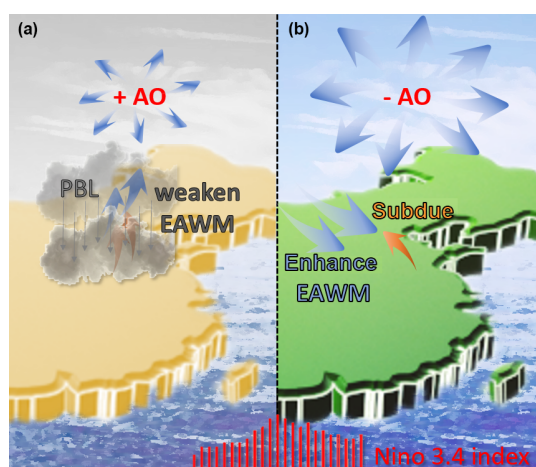 (a)
+ AO
PBL
weaken
EAWM
(b)
- AO
Subdue
Enhance
EAWM
Nino 3.4 index